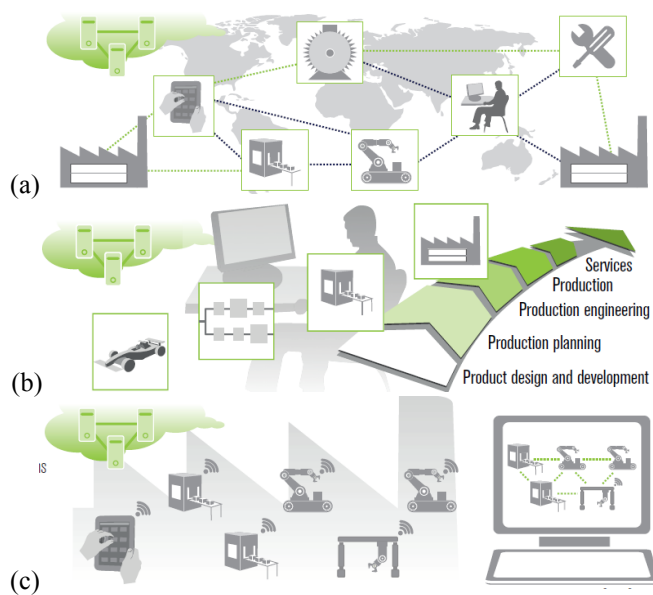 (a)
Services
Production
Production engineering
Production planning
Product design and development
(b)
IS
(c)